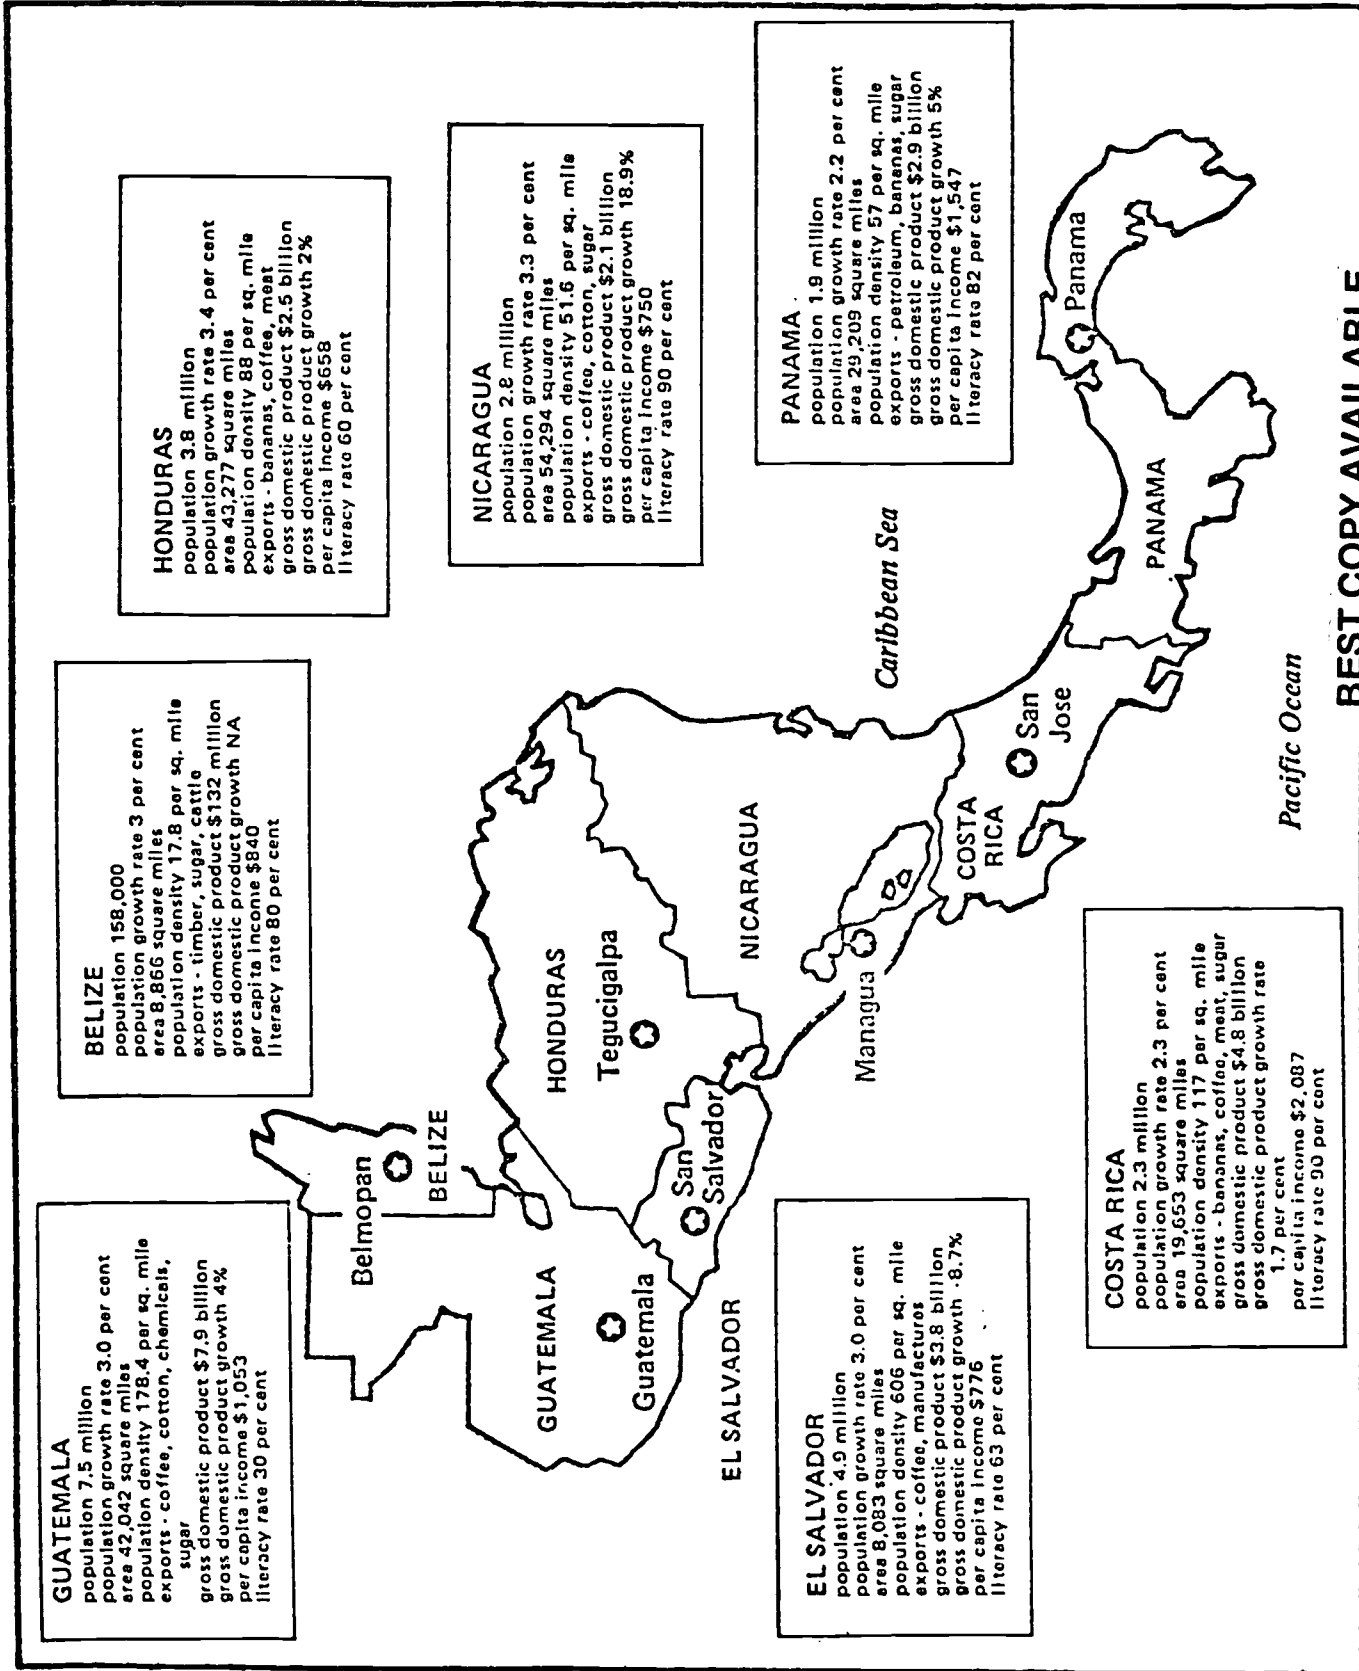 GUATEMALA
population 7.5 million
population growth rate 3.0 per cent
area 42,042 square miles
population density 178.4 per sq. mile
exports - coffee, cotton, chemicals,
sugar
gross domestic product $7.9 billion
gross domestic product growth 4%
per capita income $1,053
literacy rate 30 per cent
BELIZE
population 158,000
population growth rate 3 per cent
area 8,866 square miles
population density 17.8 per sq. mile
exports - timber, sugar, cattle
gross domestic product $132 million
gross domestic product growth NA
per capita income $840
literacy rate 80 per cent
HONDURAS
population 3.8 million
population growth rate 3.4 per cent
area 43,277 square miles
population density 88 per sq. mile
exports - bananas, coffee, meat
gross domestic product $2.5 billion
gross domestic product growth 2%
per capita income $658
literacy rate 60 per cent
NICARAGUA
population 2.8 million
population growth rate 3.3 per cent
area 54,294 square miles
population density 51.6 per sq. mile
exports - coffee, cotton, sugar
gross domestic product $2.1 billion
gross domestic product growth 18.9%
per capita income $750
literacy rate 90 per cent
PANAMA
population 1.9 million
population growth rate 2.2 per cent
area 29,209 square miles
population density 57 per sq. mile
exports - petroleum, bananas, sugar
gross domestic product $2.9 billion
gross domestic product growth 5%
per capita income $1,547
literacy rate 82 per cent
Belmopan
BELIZE
GUATEMALA
Guatemala
HONDURAS
Tegucigalpa
San
Salvador
EL SALVADOR
NICARAGUA
Managua
Caribbean Sea
COSTA
RICA
San
Jose
PANAMA
Panama
Pacific Ocean
EL SALVADOR
population 4.9 million
population growth rate 3.0 per cent
area 8,083 square miles
population density 606 per sq. mile
exports - coffee, manufactures
gross domestic product $3.8 billion
gross domestic product growth -8.7%
per capita income $776
literacy rate 63 per cent
COSTA RICA
population 2.3 million
population growth rate 2.3 per cent
area 19,653 square miles
population density 117 per sq. mile
exports - bananas, coffee, meat, sugar
gross domestic product $4.8 billion
gross domestic product growth rate
1.7 per cent
per capita income $2,087
literacy rate 90 per cent
BEST COPY AVAILABLE